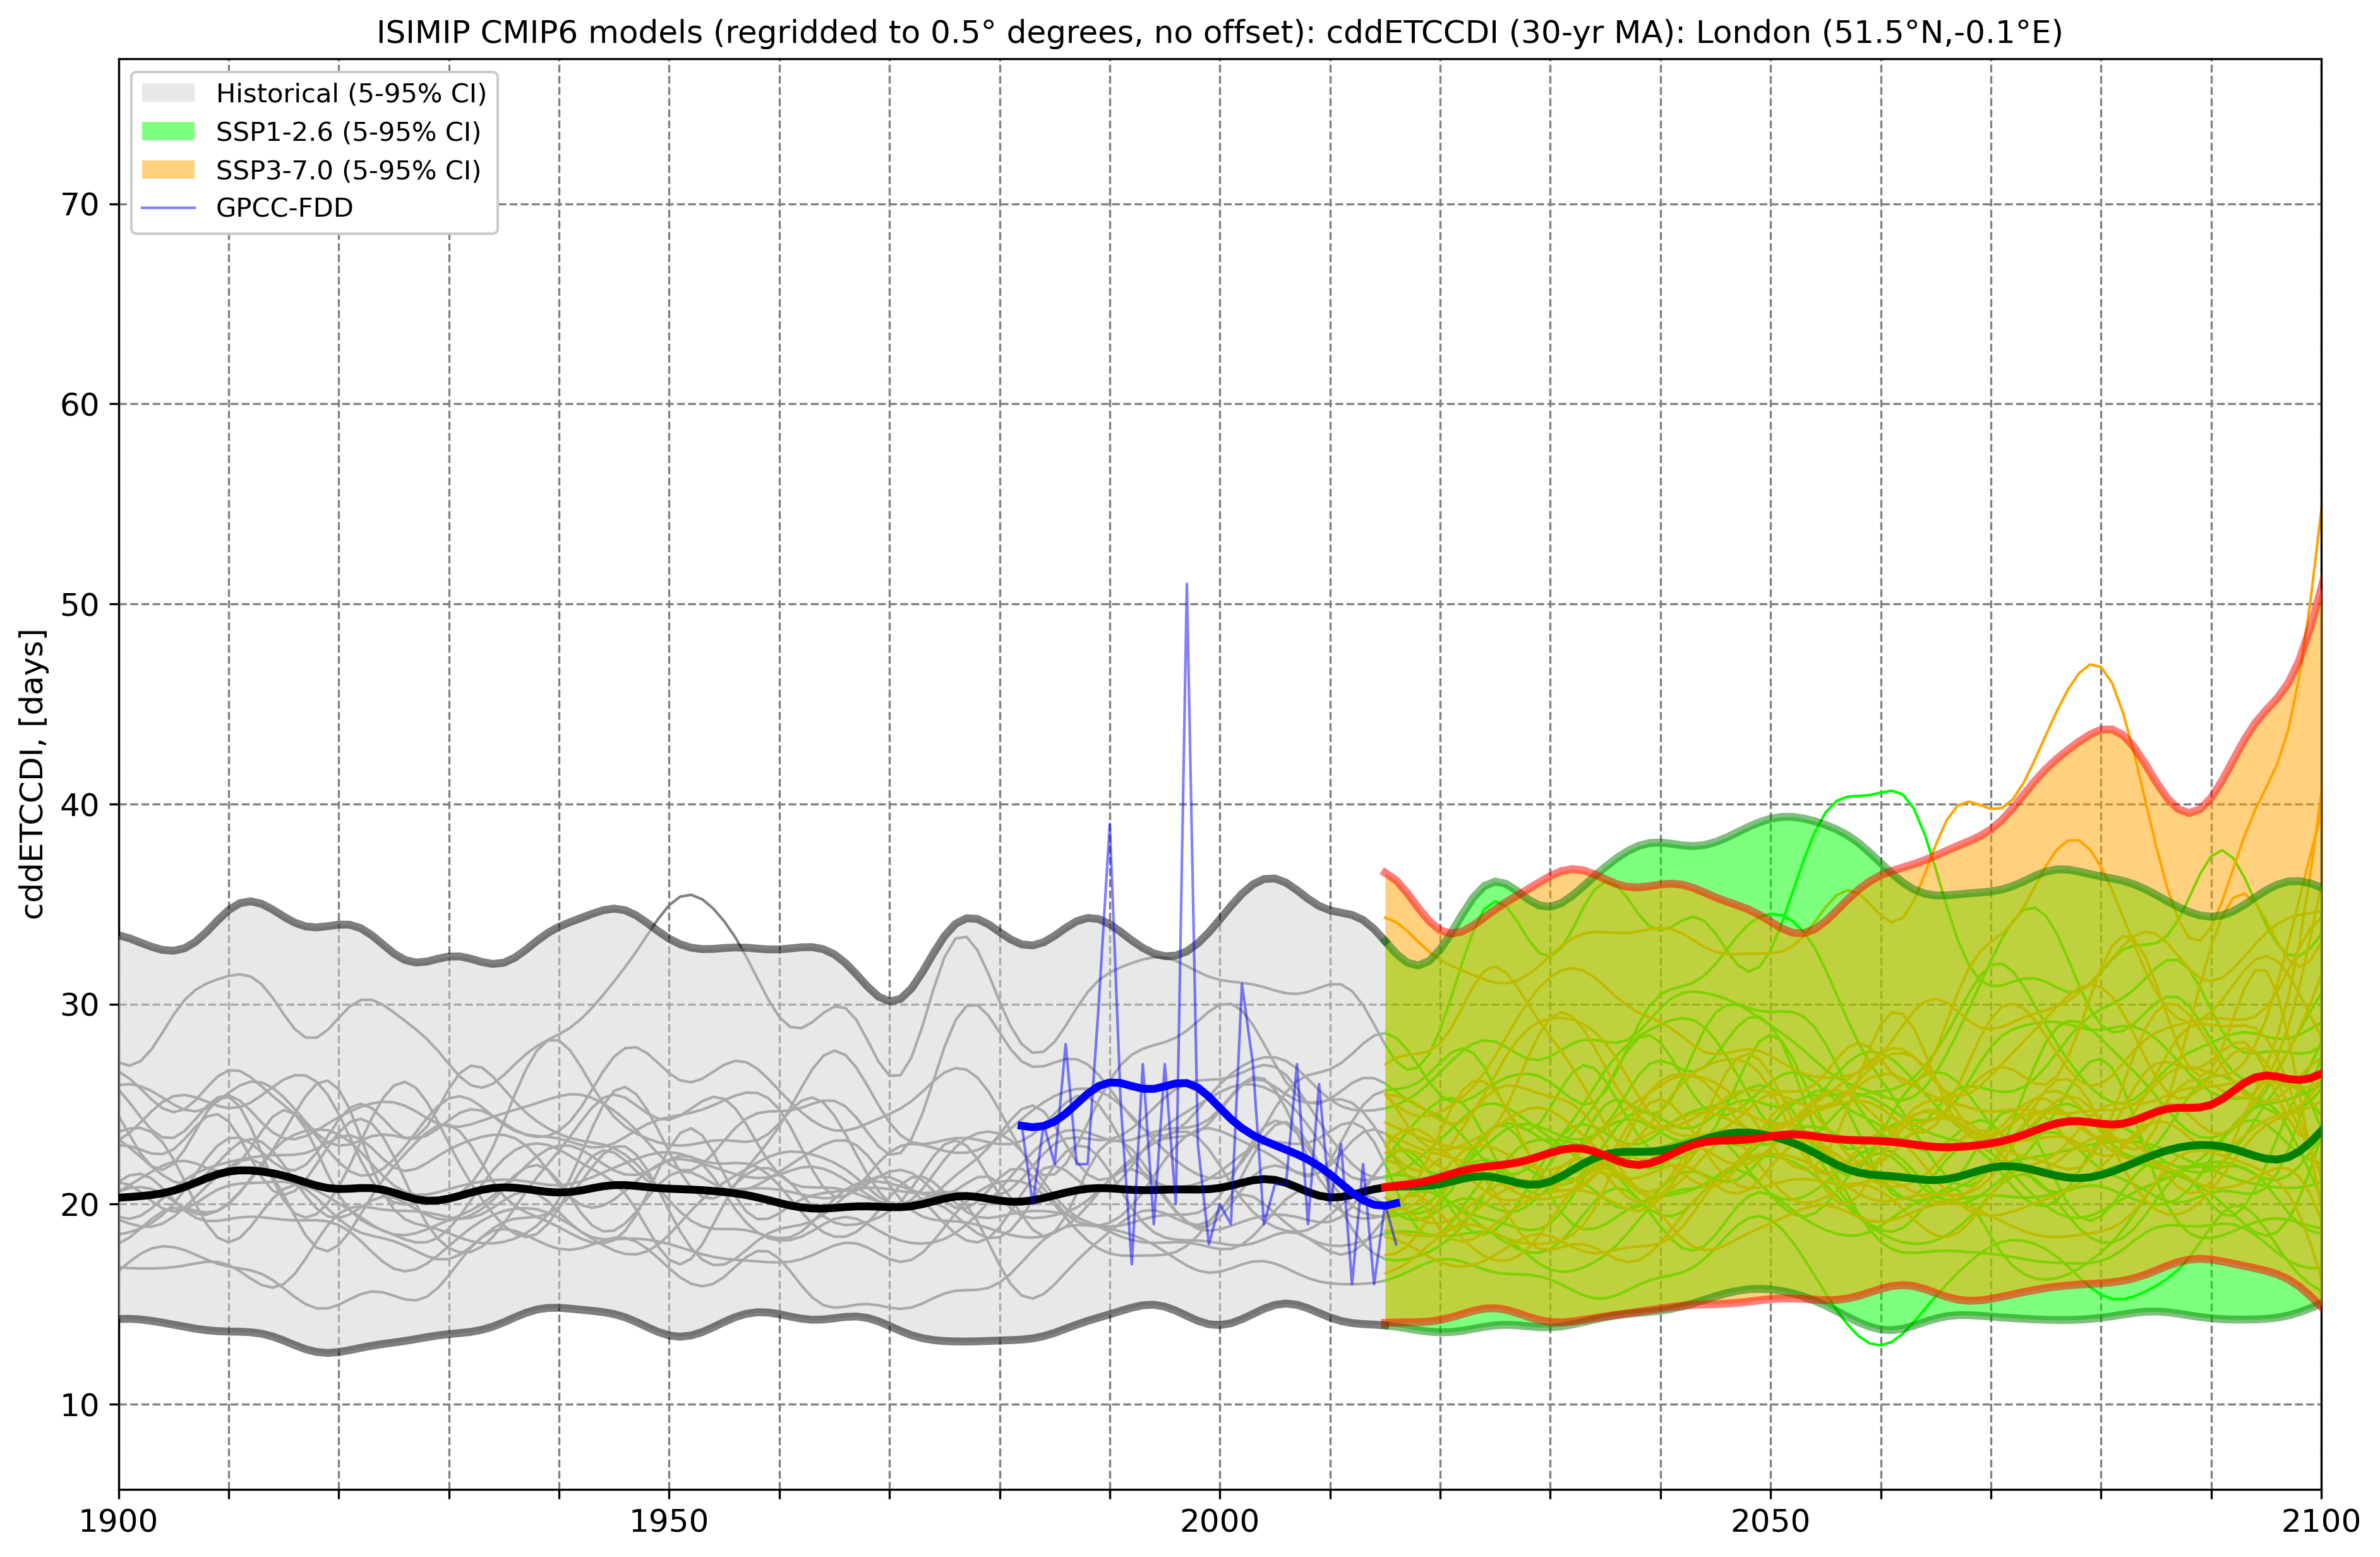 ISIMIP CMIP6 models (regridded to 0.5° degrees, no offset): cddETCCDI (30-yr MA): London (51.5°N,-0.1°E)
Historical (5-95% CI)
SSP1-2.6 (5-95% CI)
SSP3-7.0 (5-95% CI)
GPCC-FDD
cddETCCDI, [days]
70
60
50
40
30
20
10
1900 1950 2000 2050 2100